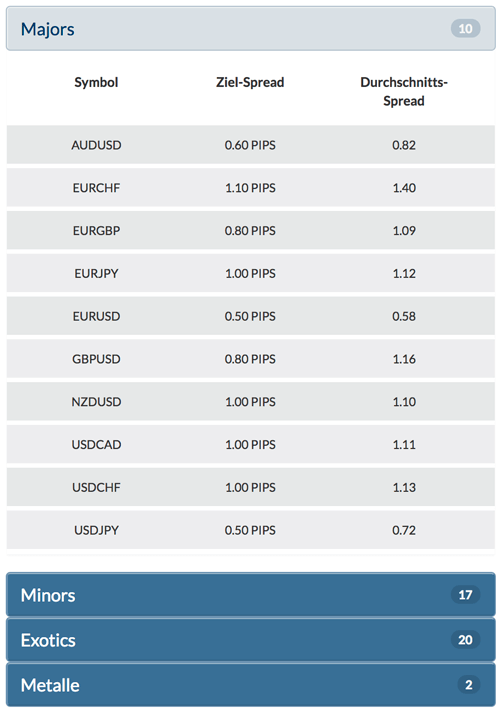 Majors 10
Symbol Ziel-Spread Durchschnitts-
Spread
AUDUSD 0.60 PIPS 0.82
EURCHF 1.10 PIPS 1.40
EURGBP 0.80 PIPS 1.09
EURJPY 1.00 PIPS 1.12
EURUSD 0.50 PIPS 0.58
GBPUSD 0.80 PIPS 1.16
NZDUSD 1.00 PIPS 1.10
USDCAD 1.00 PIPS 1.11
USDCHF 1.00 PIPS 1.13
USDJPY 0.50 PIPS 0.72
Minors 17
Exotics 20
Metalle 2